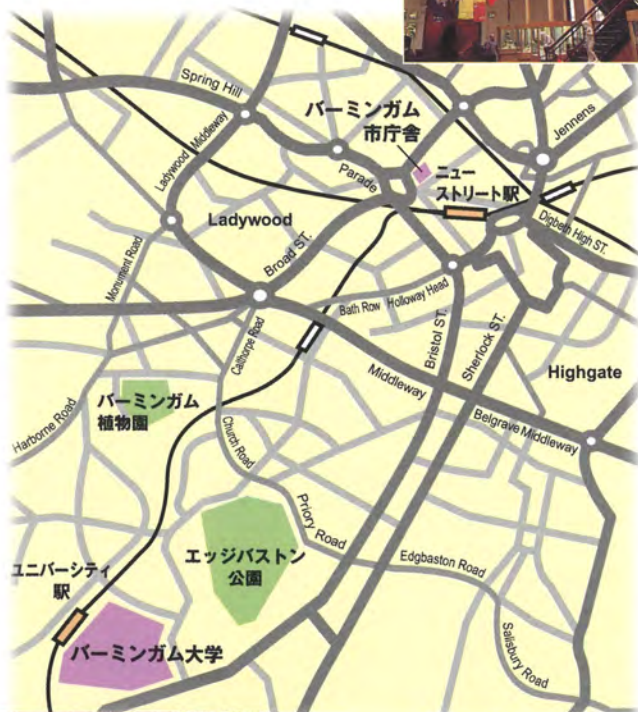 Spring Hill
バーミンガム
市庁舎
Jennens
Ladywood Middleway
Parade
ニュー
ストリート駅
Digbeth High ST.
Ladywood
Broad ST.
Monument Road
Bath Row
Holloway Head
Calthorpe Road
Bristol ST.
Sherlock ST.
Highgate
Middleway
バーミンガム
植物園
Harborne Road
Belgrave Middleway
Church Road
Priory Road
エッジバストン
公園
Edgbaston Road
ユニバーシティ
駅
バーミンガム大学
Salisbury Road